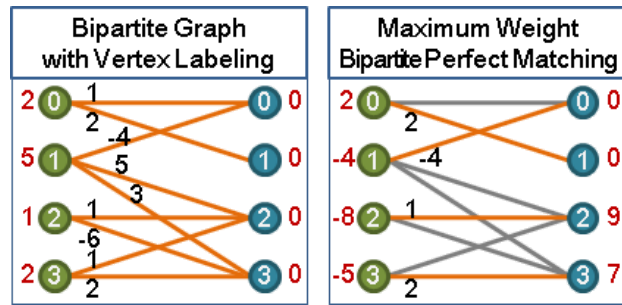 Bipartite Graph
with Vertex Labeling
2 0 1 0 0
2
-4
5 1 5 1 0
3
1 2 1 2 0
-6
2 3 1 3 0
2
Maximum Weight
Bipartite Perfect Matching
2 0 0 0
2
-4 1 -4 1 0
-8 2 1 2 9
-5 3 2 3 7